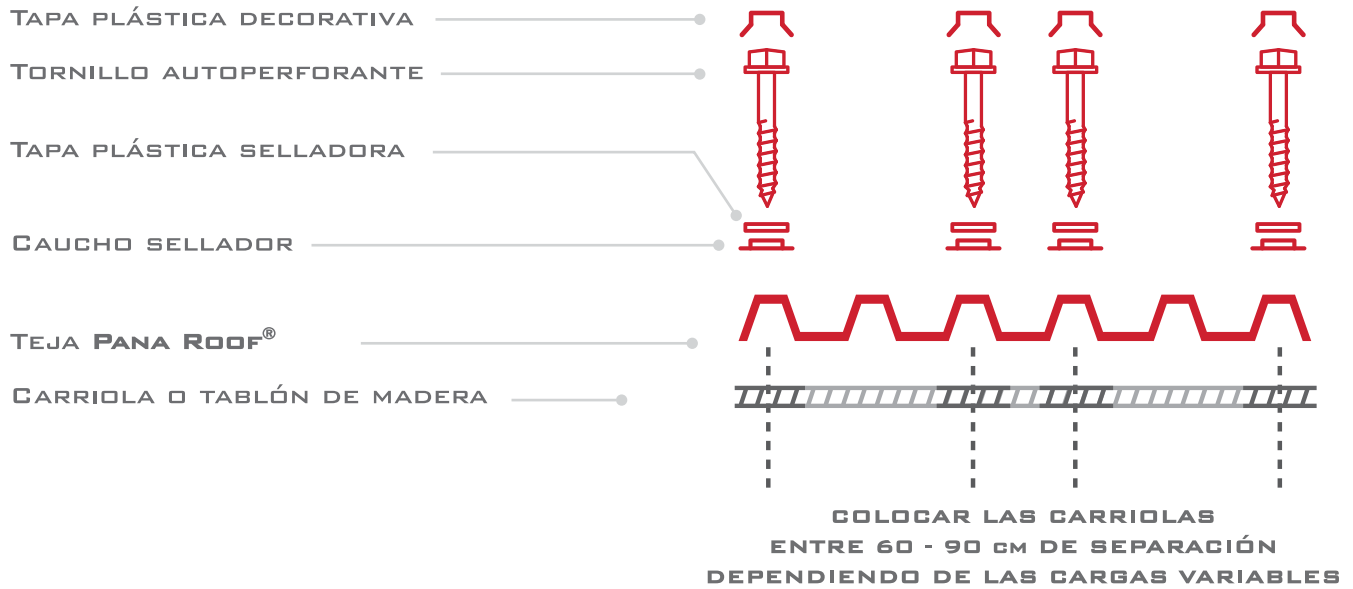 Tapa plástica decorativa
Tornillo autoperforante
Tapa plástica selladora
Caucho sellador
Teja Pana Roof®
Carriola o tablón de madera
COLOCAR LAS CARRIOLAS
ENTRE 60 - 90 cm DE SEPARACIÓN
DEPENDIENDO DE LAS CARGAS VARIABLES